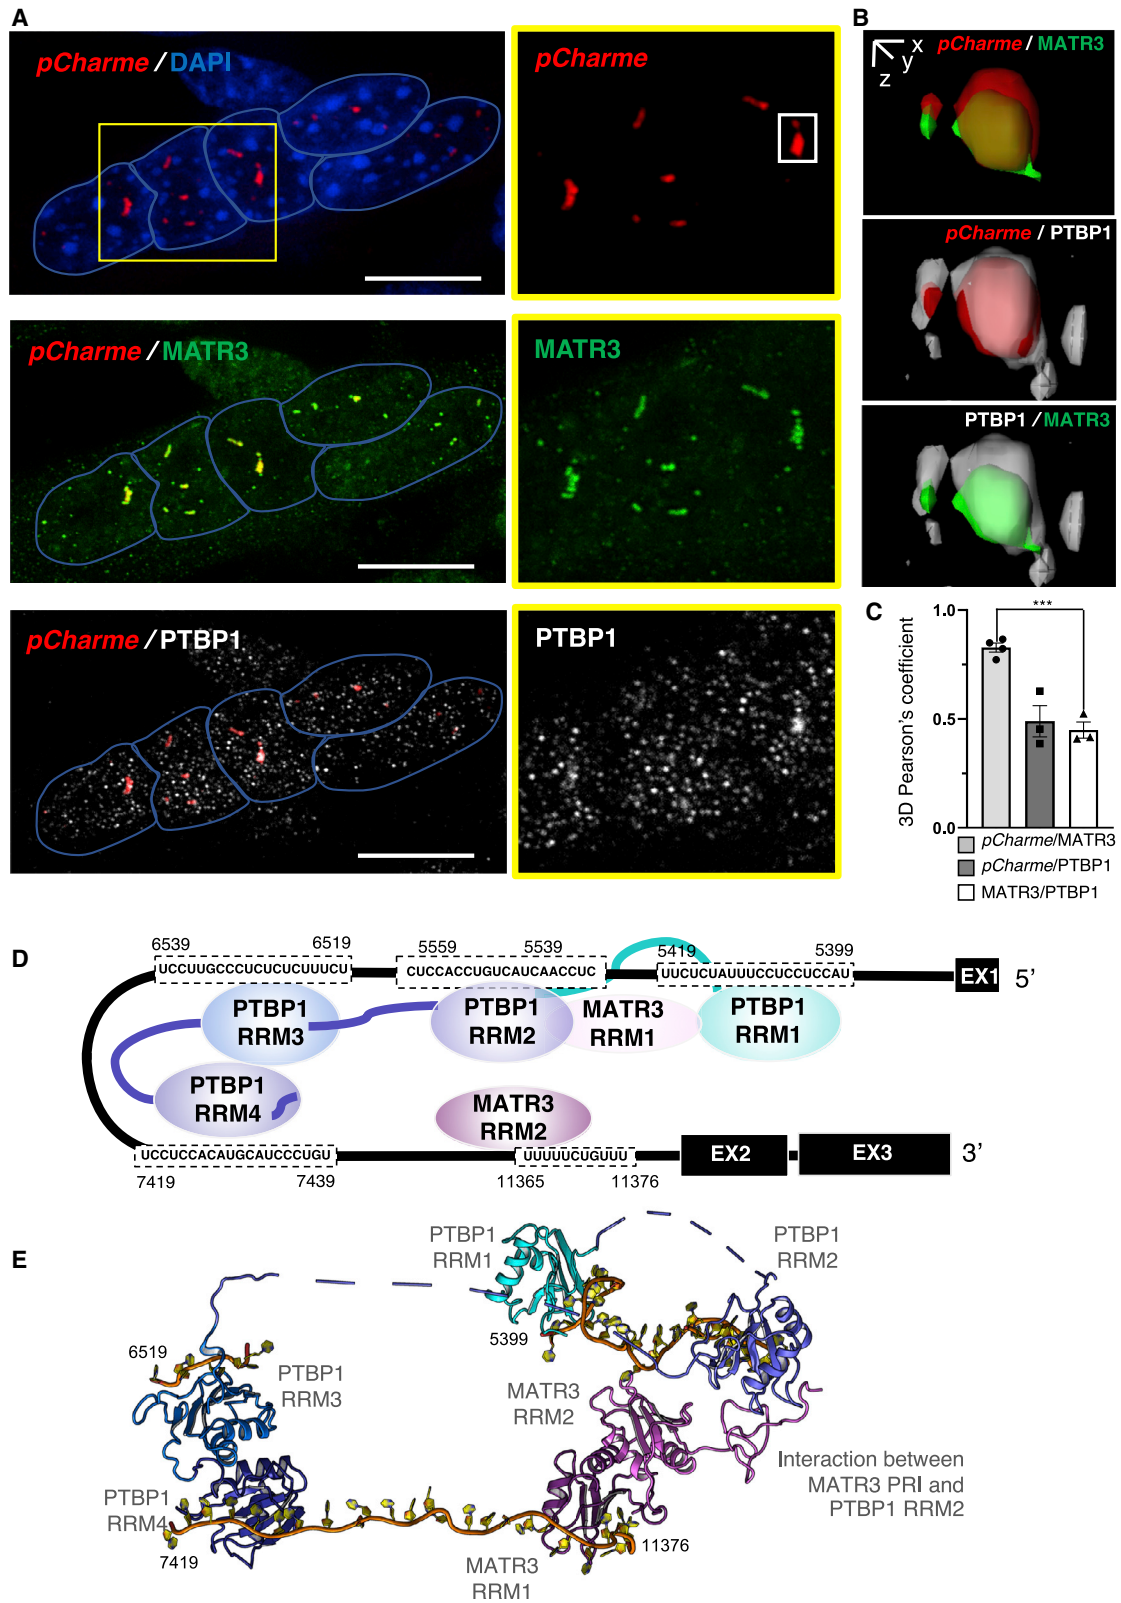 A
pCharme / DAPI
pCharme
pCharme / MATR3
MATR3
pCharme / PTBP1
PTBP1
B
x
y
z
pCharme / MATR3
pCharme / PTBP1
PTBP1 / MATR3
C
3D Pearson's coefficient
1.0
0.5
0.0
***
pCharme/MATR3
pCharme/PTBP1
MATR3/PTBP1
D
6539
6519
5559
5539
5419
5399
UCCUUGCCCUCUCUCUUUCU
CUCCACCUGUCAUCAACCUC
UUCUCUAUUUCCUCCUCCAU
EX1
5’
PTBP1
RRM3
PTBP1
RRM2
MATR3
RRM1
PTBP1
RRM1
PTBP1
RRM4
MATR3
RRM2
UCCUCCACAUGCAUCCCUGU
UUUUUCUGUUU
EX2
EX3
3’
7419
7439
11365
11376
E
PTBP1
RRM1
PTBP1
RRM2
5399
6519
PTBP1
RRM3
MATR3
RRM2
Interaction between
MATR3 PRI and
PTBP1 RRM2
PTBP1
RRM4
7419
11376
MATR3
RRM1